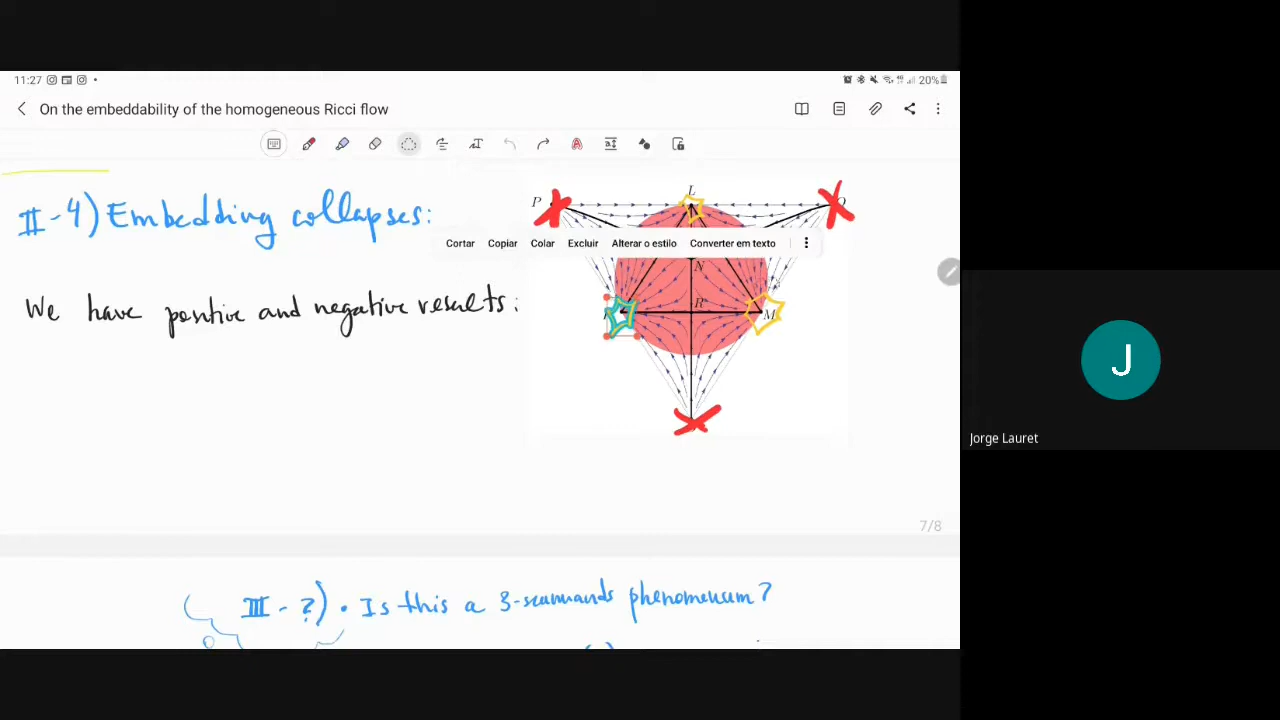 11:27 20%
On the embeddability of the homogeneous Ricci flow
II-4) Embedding collapses:
P L Q
Cortar Copiar Colar Excluir Alterar o estilo Converter em texto
N
We have positive and negative results:
R M
J
Jorge Lauret
7/8
III - ?) • Is this a 3-summands phenomenum?